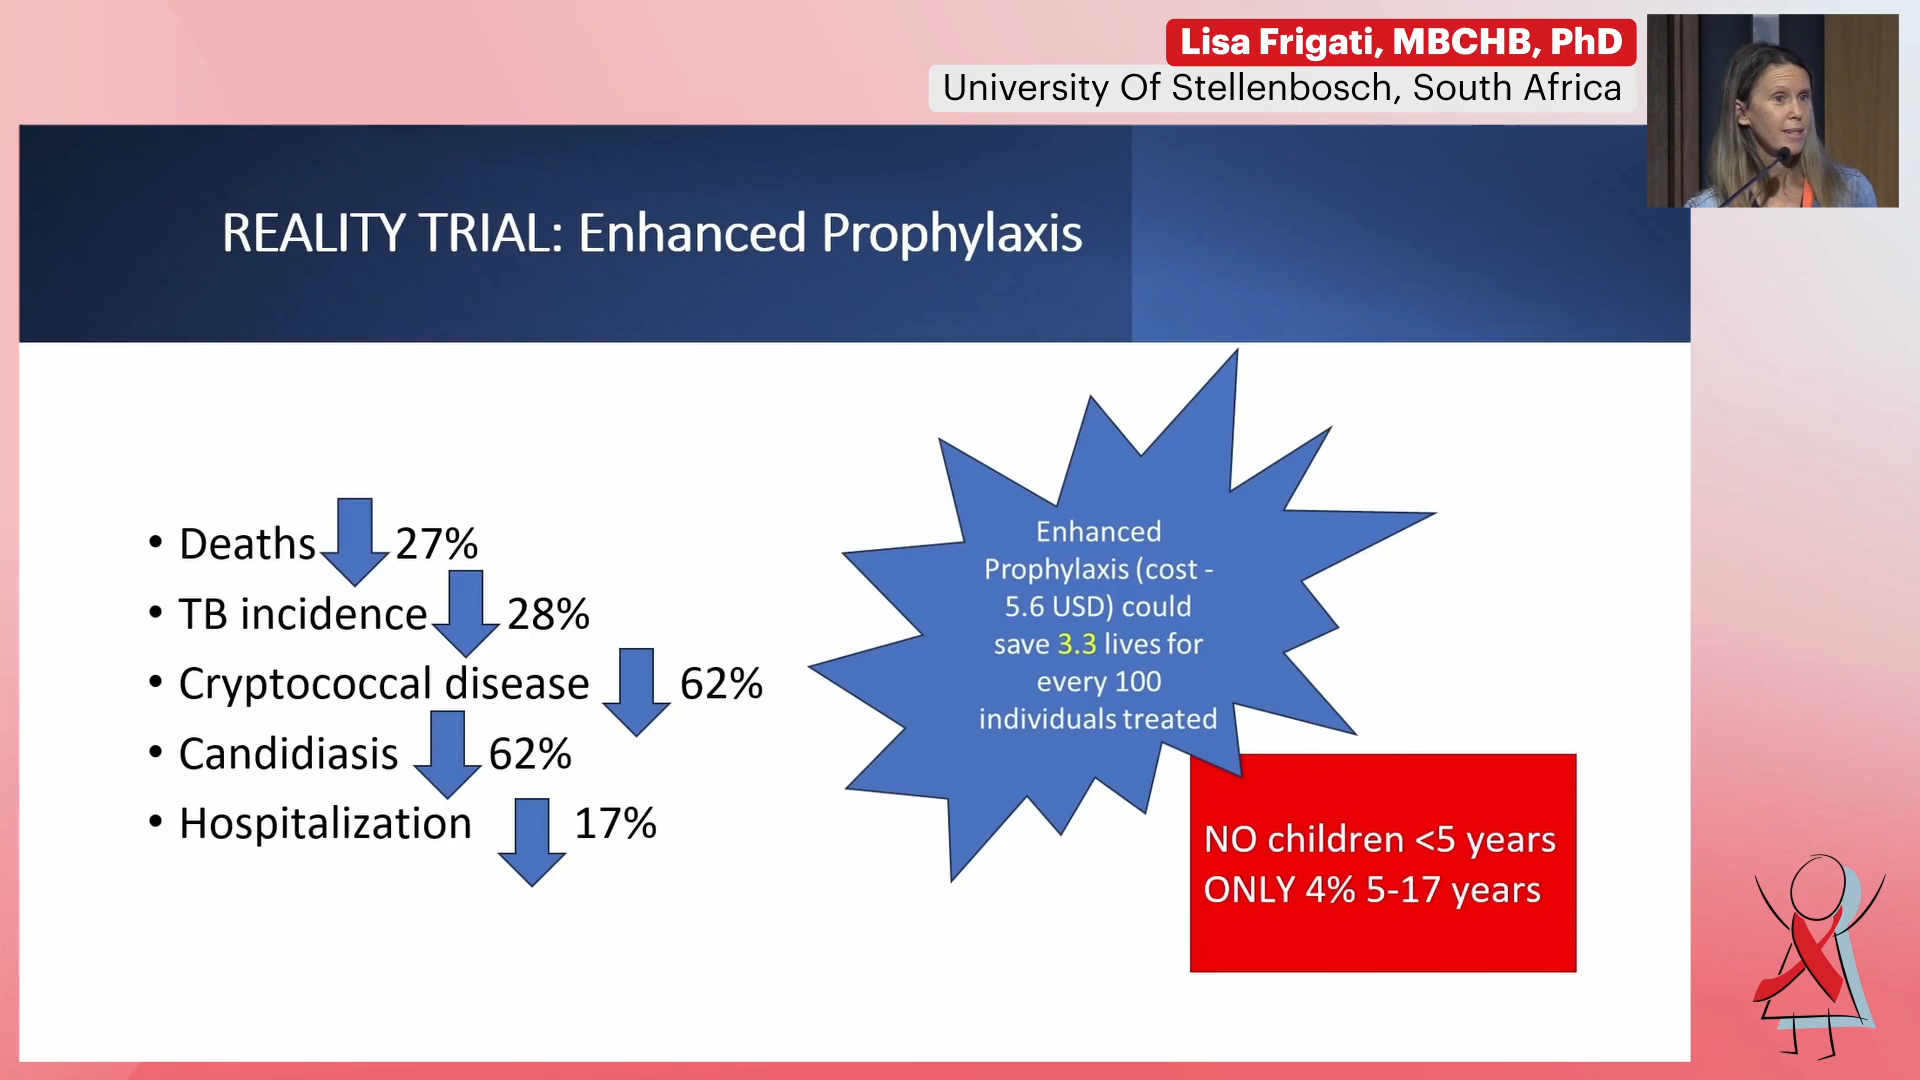 Lisa Frigati, MBCHB, PhD
University Of Stellenbosch, South Africa
REALITY TRIAL: Enhanced Prophylaxis
• Deaths 27%
• TB incidence 28%
• Cryptococcal disease 62%
• Candidiasis 62%
• Hospitalization 17%
Enhanced
Prophylaxis (cost -
5.6 USD) could
save 3.3 lives for
every 100
individuals treated
NO children <5 years
ONLY 4% 5-17 years